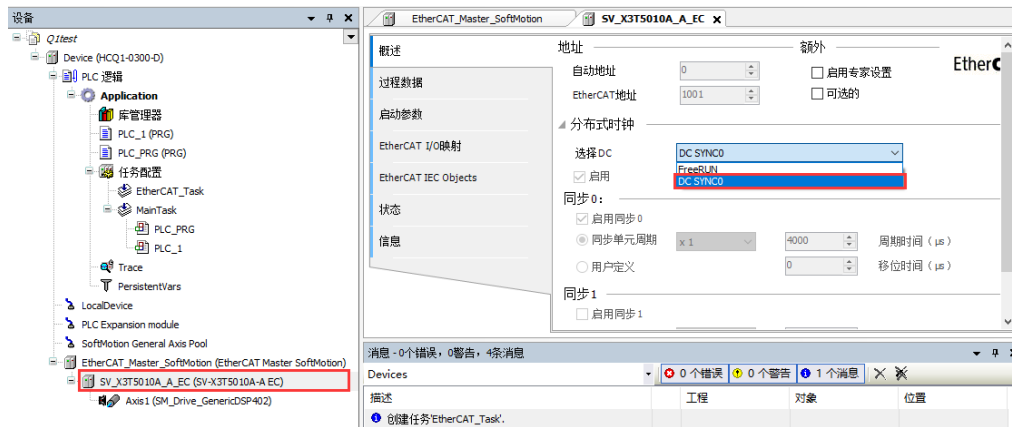 设备
Q1test
Device (HCQ1-0300-D)
PLC 逻辑
Application
库管理器
PLC_1 (PRG)
PLC_PRG (PRG)
任务配置
EtherCAT_Task
MainTask
PLC_PRG
PLC_1
Trace
PersistentVars
LocalDevice
PLC Expansion module
SoftMotion General Axis Pool
EtherCAT_Master_SoftMotion (EtherCAT Master SoftMotion)
SV_X3T5010A_A_EC (SV-X3T5010A-A EC)
Axis1 (SM_Drive_GenericDSP402)
EtherCAT_Master_SoftMotion
SV_X3T5010A_A_EC
概述
过程数据
启动参数
EtherCAT I/O映射
EtherCAT IEC Objects
状态
信息
地址
额外
自动地址 0
启用专家设置
EtherCAT地址 1001
可选的
EtherC
分布式时钟
选择DC DC SYNC0
FreeRUN
DC SYNC0
启用
同步0:
启用同步0
同步单元周期 x 1 4000 周期时间（µs）
用户定义 0 移位时间（µs）
同步1
启用同步1
消息 - 0个错误，0警告，4条消息
Devices 0 个错误 0 个警告 1 个消息
描述 工程 对象 位置
创建任务'EtherCAT_Task'.